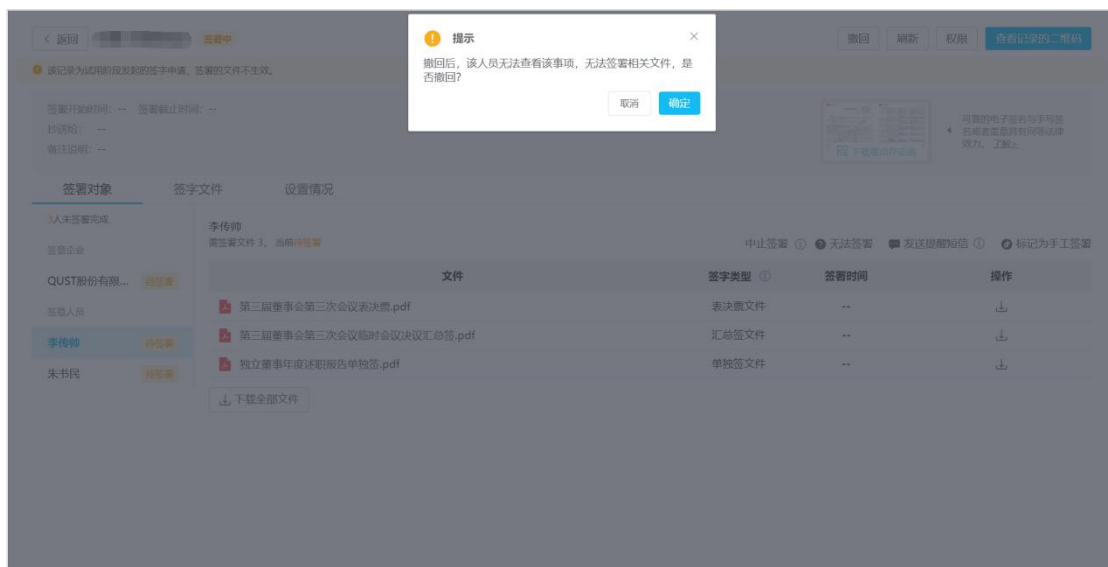 返回
签署中
撤回
刷新
权限
查看记录的二维码
提示
撤回后，该人员无法查看该事项，无法签署相关文件，是
否撤回？
取消
确定
该记录为试用阶段发起的签字申请，签署的文件不生效。
签署开始时间： -- 签署截止时间： --
抄送给： --
备注说明： --
可靠的电子签名与手写签
名或者盖章具有同等法律
效力。了解>
签署对象
签字文件
设置情况
3人未签署完成
签章企业
QUST股份有限...
待签署
签章人员
李传帅
待签署
朱书民
待签署
李传帅
需签署文件 3，当前待签署
中止签署
无法签署
发送提醒短信
标记为手工签署
文件
签字类型
签署时间
操作
第三届董事会第三次会议表决票.pdf
表决票文件
--
第三届董事会第三次会议临时会议决议汇总签.pdf
汇总签文件
--
独立董事年度述职报告单独签.pdf
单独签文件
--
下载全部文件